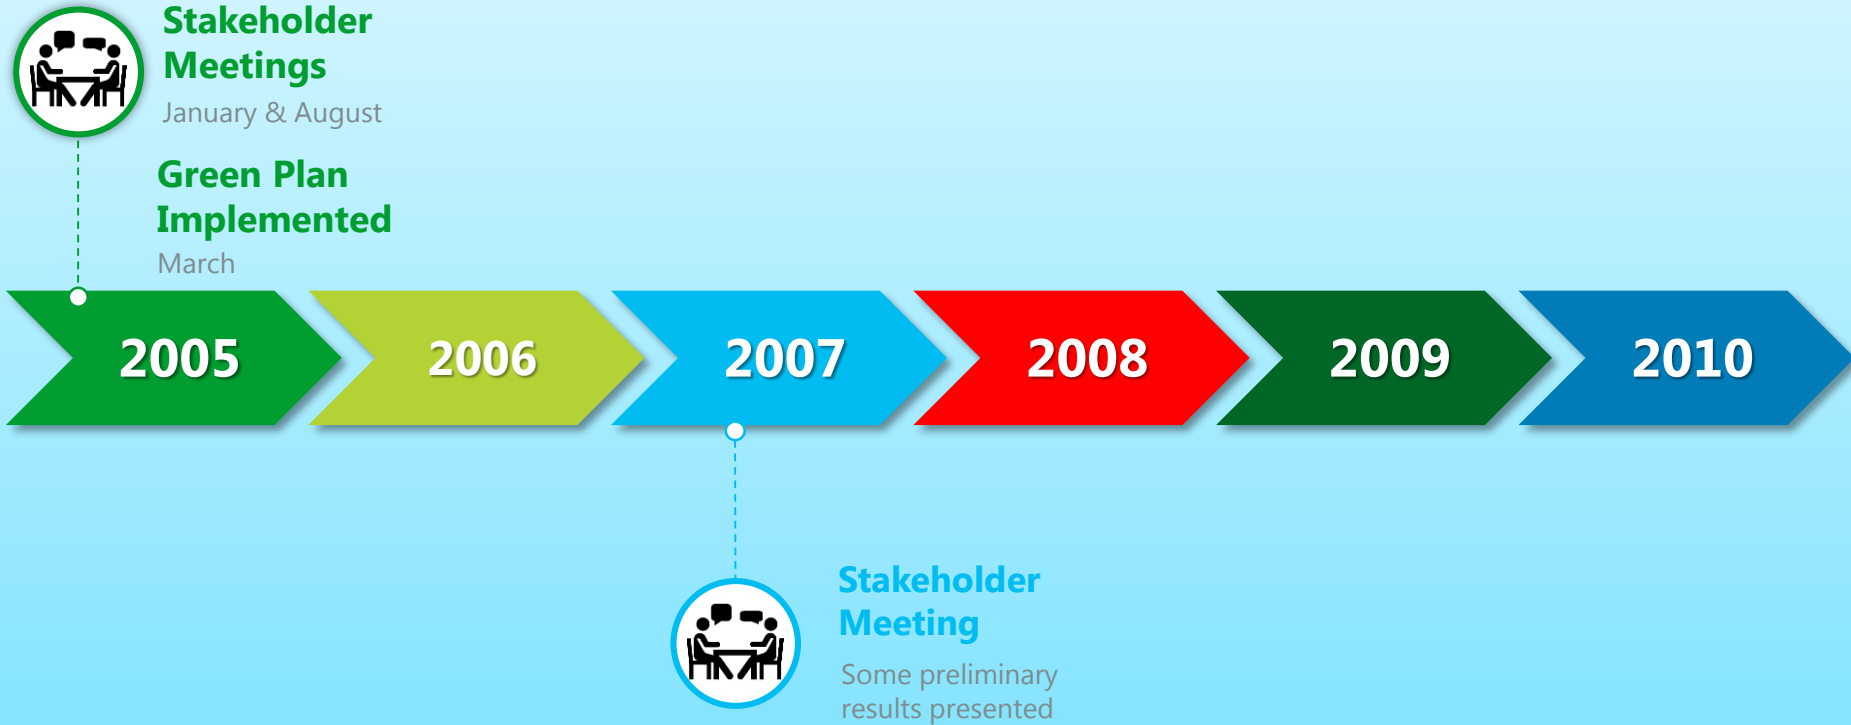 Stakeholder
Meetings
January & August
Green Plan
Implemented
March
2005
2006
2007
2008
2009
2010
Stakeholder
Meeting
Some preliminary
results presented